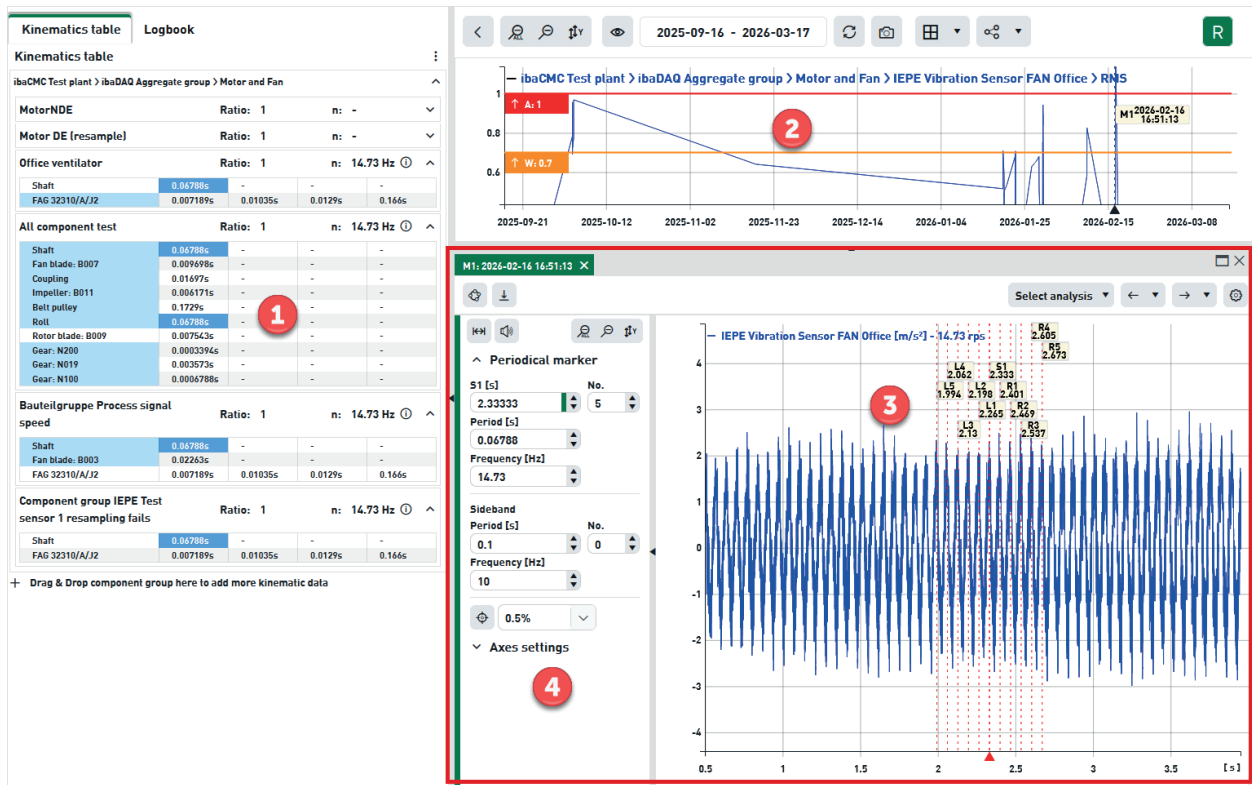 Kinematics table Logbook
Kinematics table
ibaCMC Test plant > ibaDAQ Aggregate group > Motor and Fan
MotorNDE Ratio: 1 n: -
Motor DE (resample) Ratio: 1 n: -
Office ventilator Ratio: 1 n: 14.73 Hz
Shaft 0.06788s - - -
FAG 32310/A/J2 0.007189s 0.01035s 0.0129s 0.166s
All component test Ratio: 1 n: 14.73 Hz
Shaft 0.06788s - - -
Fan blade: B007 0.009698s - - -
Coupling 0.01697s - - -
Impeller: B011 0.006171s - - -
Belt pulley 0.1729s - - -
Roll 0.06788s - - -
Rotor blade: B009 0.007543s - - -
Gear: N200 0.0003394s - - -
Gear: N019 0.003573s - - -
Gear: N100 0.0006788s - - -
1
Bauteilgruppe Process signal
speed Ratio: 1 n: 14.73 Hz
Shaft 0.06788s - - -
Fan blade: B003 0.02263s - - -
FAG 32310/A/J2 0.007189s 0.01035s 0.0129s 0.166s
Component group IEPE Test
sensor 1 resampling fails Ratio: 1 n: 14.73 Hz
Shaft 0.06788s - - -
FAG 32310/A/J2 0.007189s 0.01035s 0.0129s 0.166s
+ Drag & Drop component group here to add more kinematic data
ALL Y 2025-09-16 - 2026-03-17 R
ibaCMC Test plant > ibaDAQ Aggregate group > Motor and Fan > IEPE Vibration Sensor FAN Office > RMS
1
↑ A: 1
M1 2026-02-16
16:51:13
0.8
2
↑ W: 0.7
0.6
2025-09-21 2025-10-12 2025-11-02 2025-11-23 2025-12-14 2026-01-04 2026-01-25 2026-02-15 2026-03-08
M1: 2026-02-16 16:51:13
Select analysis
ALL Y
Periodical marker
S1 [s] No.
2.33333 5
Period [s]
0.06788
Frequency [Hz]
14.73
Sideband
Period [s] No.
0.1 0
Frequency [Hz]
10
0.5%
Axes settings
4
IEPE Vibration Sensor FAN Office [m/s²] - 14.73 rps
R4
2.605
R5
2.673
L4
2.062
S1
2.333
L5
1.994
L2
2.198
R1
2.401
L1
2.265
R2
2.469
L3
2.13
R3
2.537
3
4
3
2
1
0
-1
-2
-3
-4
0.5 1 1.5 2 2.5 3 3.5 [s]